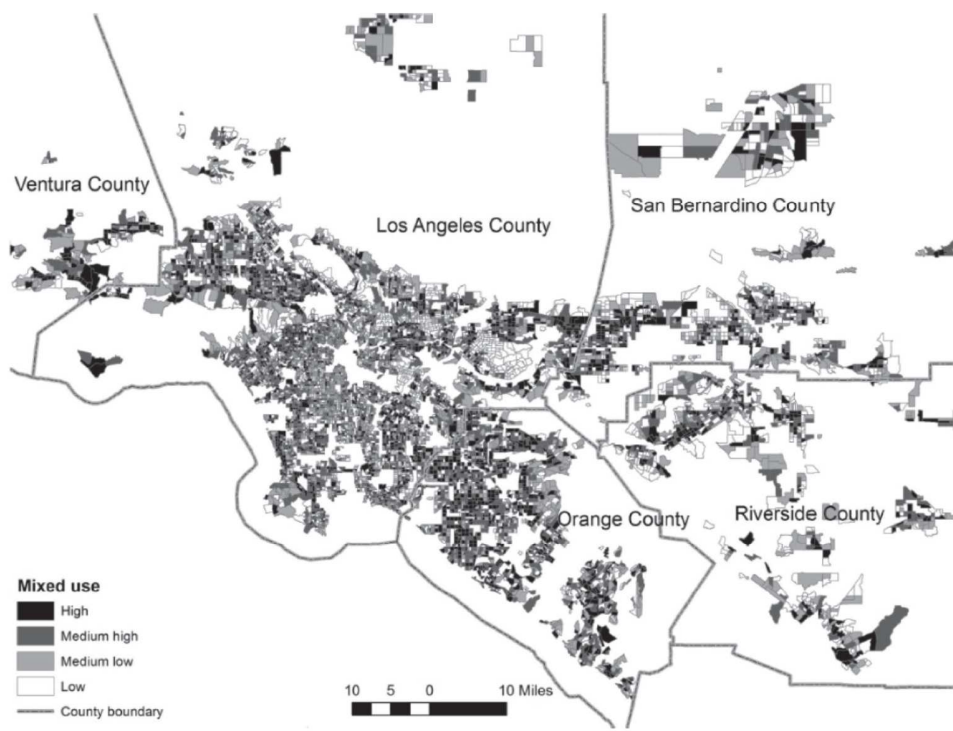 Ventura County
Los Angeles County
San Bernardino County
Orange County
Riverside County
Mixed use
High
Medium high
Medium low
Low
County boundary
10 5 0 10 Miles